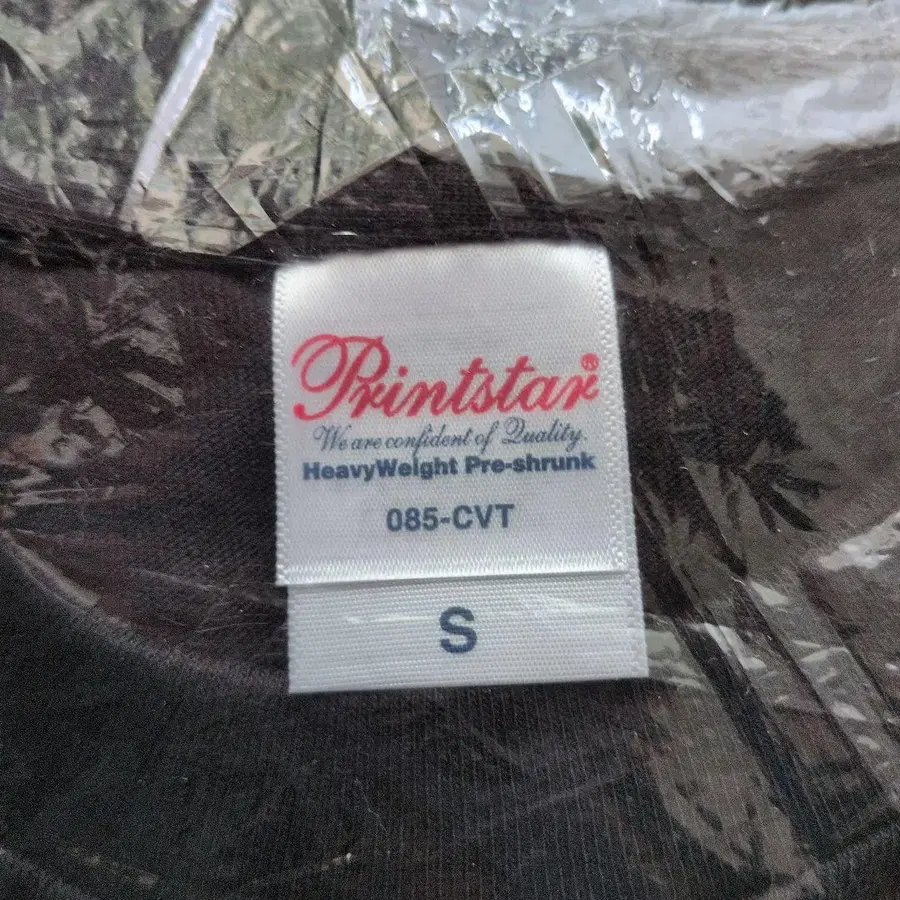 Printstar®
We are confident of Quality.
HeavyWeight Pre-shrunk
085-CVT
S